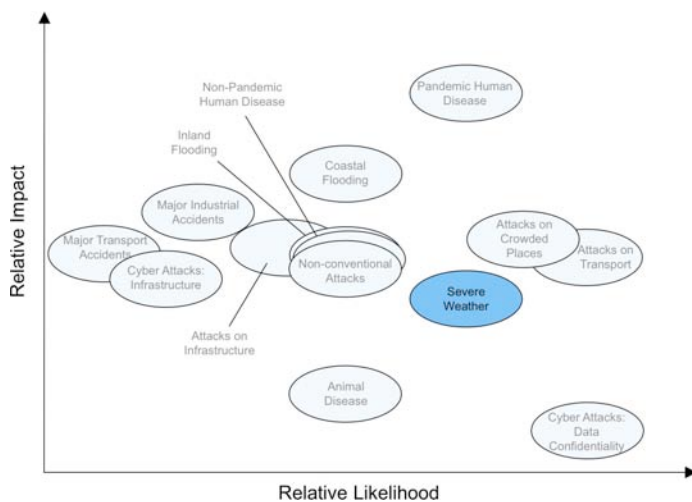 Non-Pandemic
Human Disease
Pandemic Human
Disease
Inland
Flooding
Coastal
Flooding
Major Industrial
Accidents
Major Transport
Accidents
Attacks on
Crowded
Places
Attacks on
Transport
Cyber Attacks:
Infrastructure
Non-conventional
Attacks
Severe
Weather
Attacks on
Infrastructure
Animal
Disease
Cyber Attacks:
Data
Confidentiality
Relative Impact
Relative Likelihood